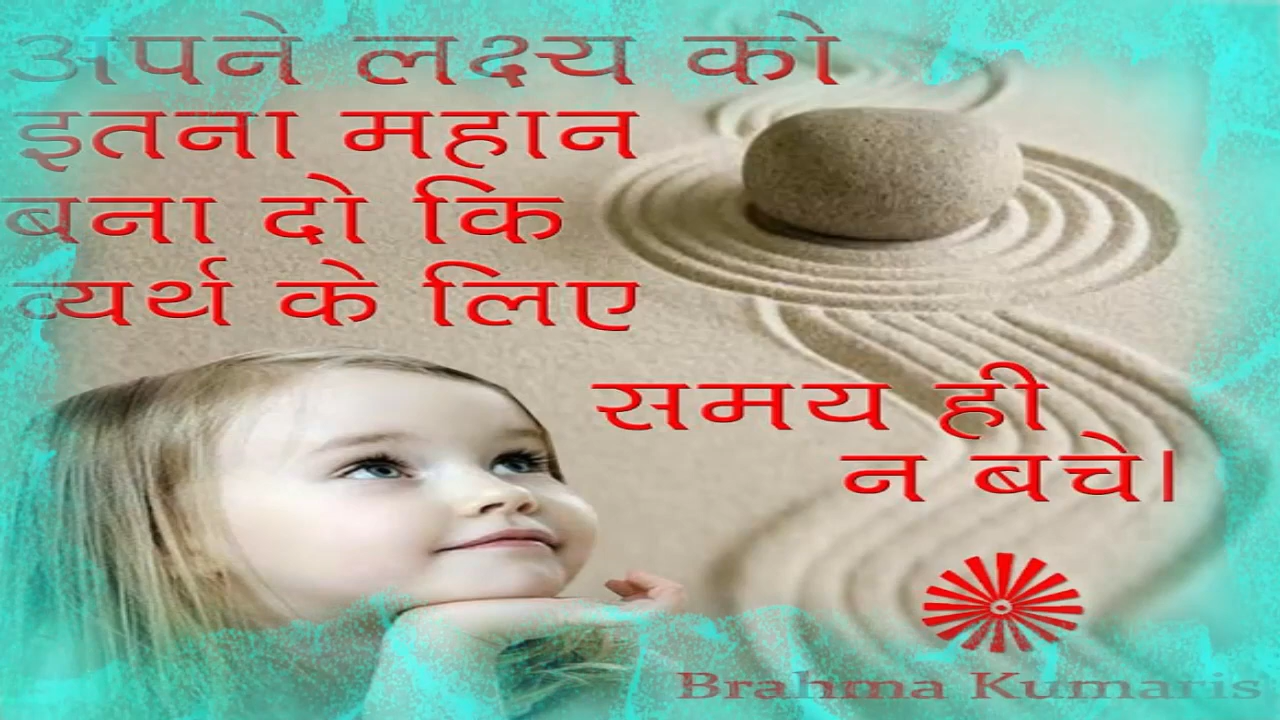 अपने लक्ष्य को
इतना महान
बना दो कि
व्यर्थ के लिए
समय ही
न बचे।
Brahma Kumaris